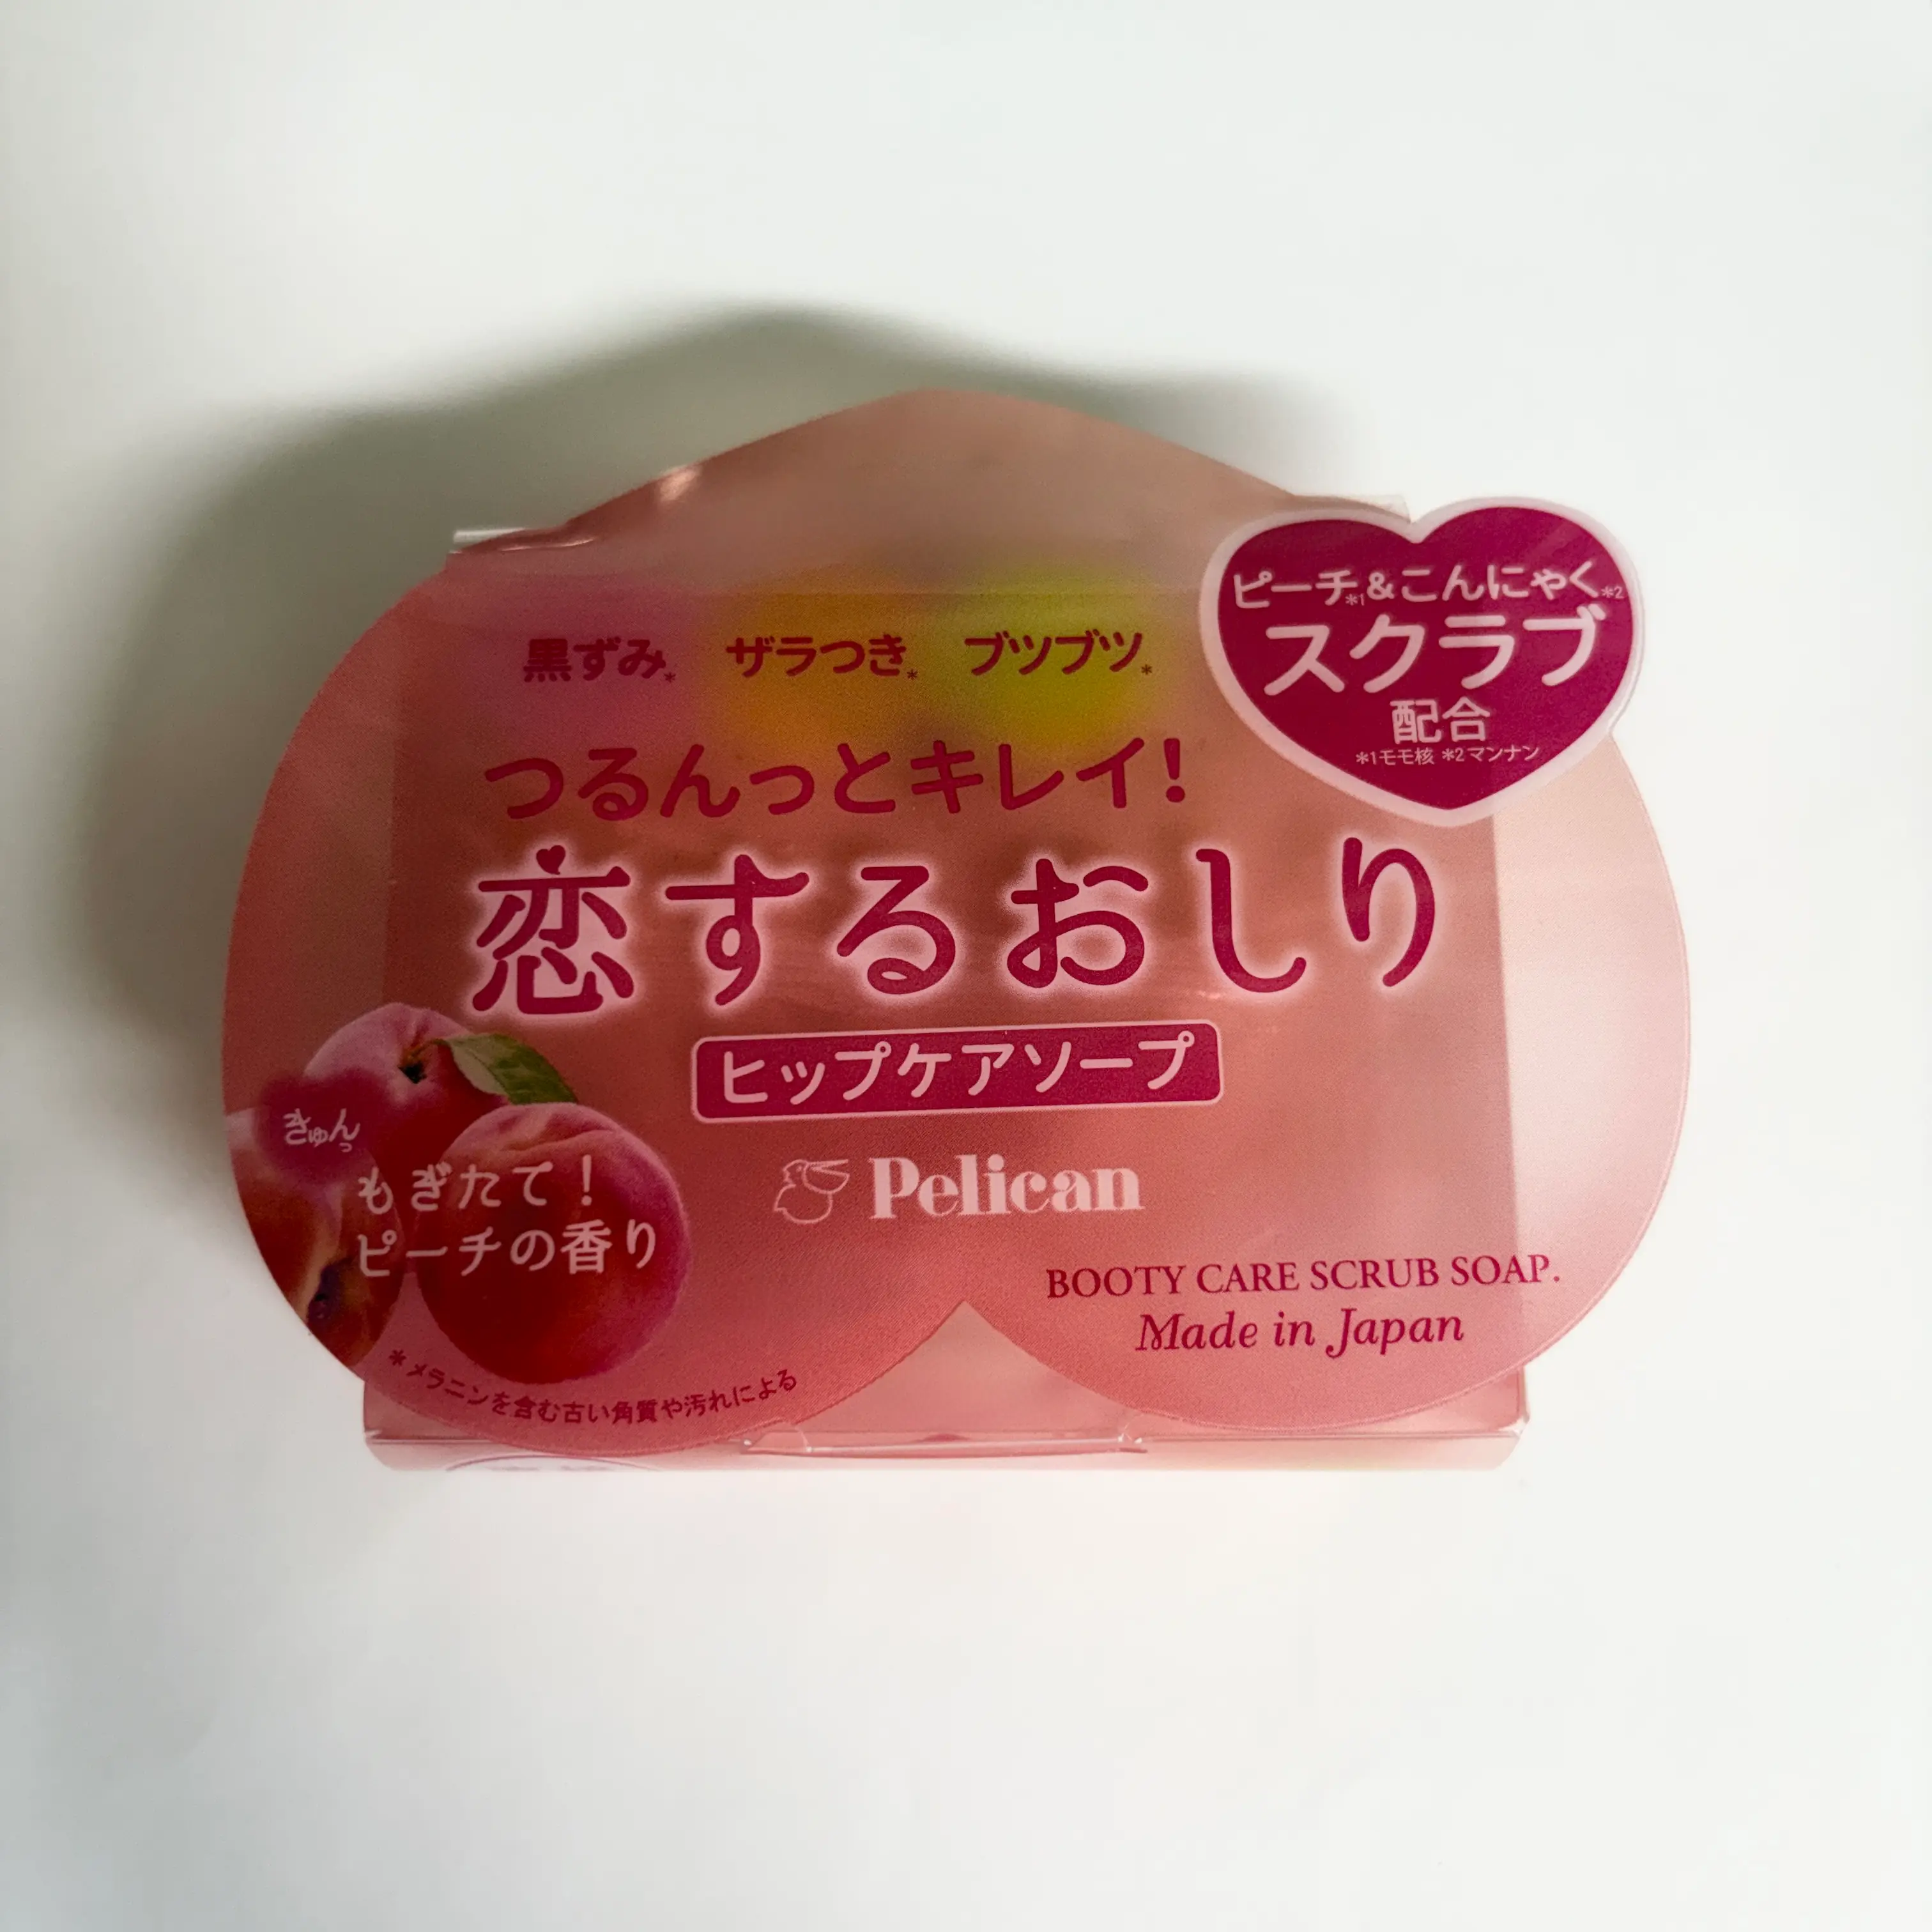 ピーチ*1&こんにゃく*2
スクラブ
配合
*1モモ核 *2マンナン
黒ずみ* ザラつき* ブツブツ*
つるんっとキレイ!
恋するおしり
ヒップケアソープ
Pelican
きゅんっ
もぎたて!
ピーチの香り
BOOTY CARE SCRUB SOAP.
Made in Japan
*メラニンを含む古い角質や汚れによる